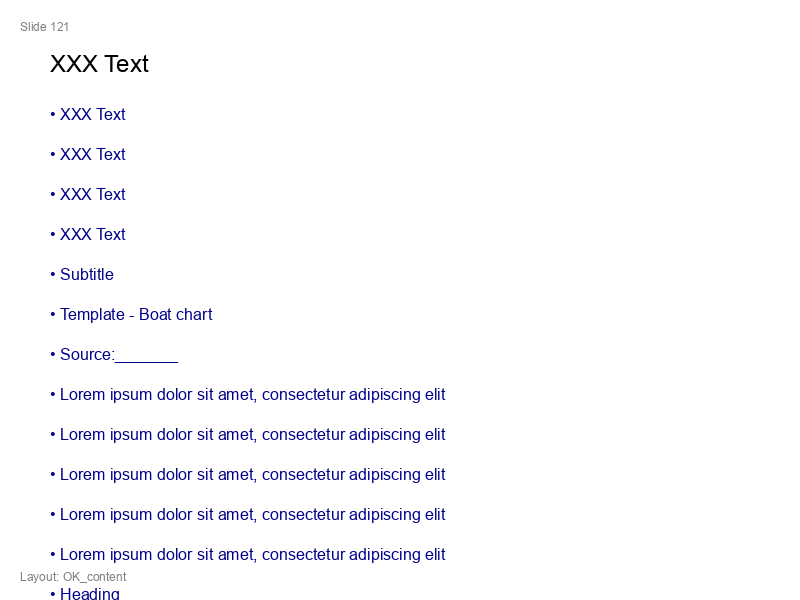 Slide 121
XXX Text
• XXX Text
• XXX Text
• XXX Text
• XXX Text
• Subtitle
• Template - Boat chart
• Source:_______
• Lorem ipsum dolor sit amet, consectetur adipiscing elit
• Lorem ipsum dolor sit amet, consectetur adipiscing elit
• Lorem ipsum dolor sit amet, consectetur adipiscing elit
• Lorem ipsum dolor sit amet, consectetur adipiscing elit
• Lorem ipsum dolor sit amet, consectetur adipiscing elit
Layout: OK_content
• Heading